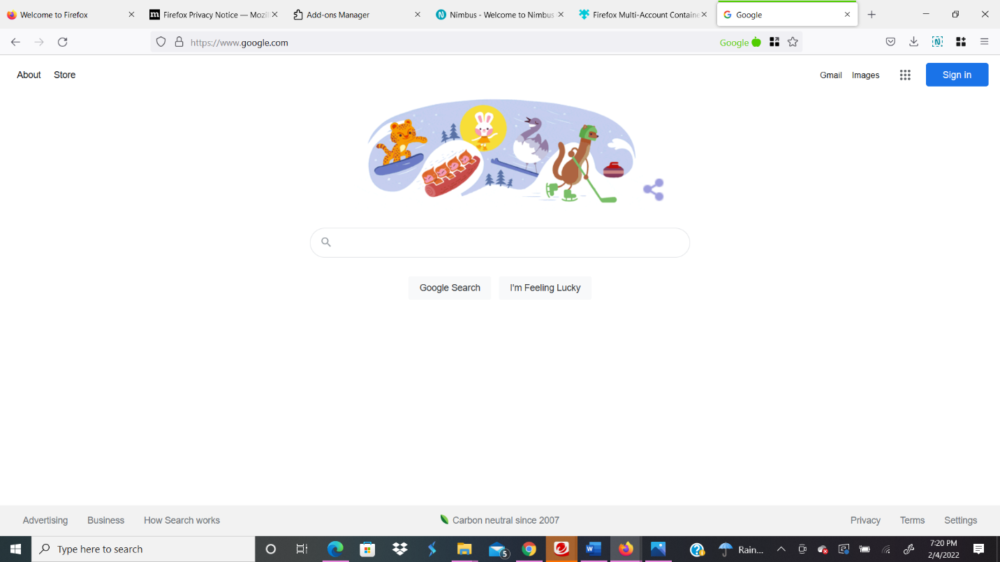 Welcome to Firefox
Firefox Privacy Notice — Mozil
Add-ons Manager
Nimbus - Welcome to Nimbus
Firefox Multi-Account Containe
Google
https://www.google.com
Google
About
Store
Gmail
Images
Sign in
Google Search
I'm Feeling Lucky
Advertising
Business
How Search works
Carbon neutral since 2007
Privacy
Terms
Settings
Type here to search
5
Rain...
7:20 PM
2/4/2022